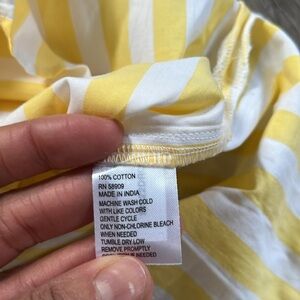 100% COTTON
RN 58909
MADE IN INDIA
MACHINE WASH COLD
WITH LIKE COLORS
GENTLE CYCLE
ONLY NON-CHLORINE BLEACH
WHEN NEEDED
TUMBLE DRY LOW
REMOVE PROMPTLY